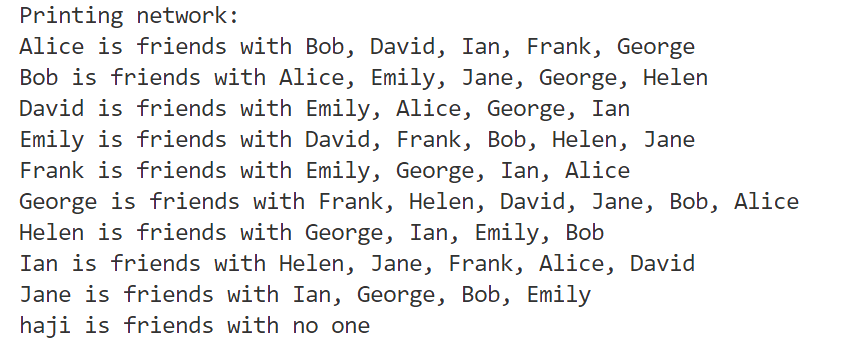 Printing network:
Alice is friends with Bob, David, Ian, Frank, George
Bob is friends with Alice, Emily, Jane, George, Helen
David is friends with Emily, Alice, George, Ian
Emily is friends with David, Frank, Bob, Helen, Jane
Frank is friends with Emily, George, Ian, Alice
George is friends with Frank, Helen, David, Jane, Bob, Alice
Helen is friends with George, Ian, Emily, Bob
Ian is friends with Helen, Jane, Frank, Alice, David
Jane is friends with Ian, George, Bob, Emily
haji is friends with no one